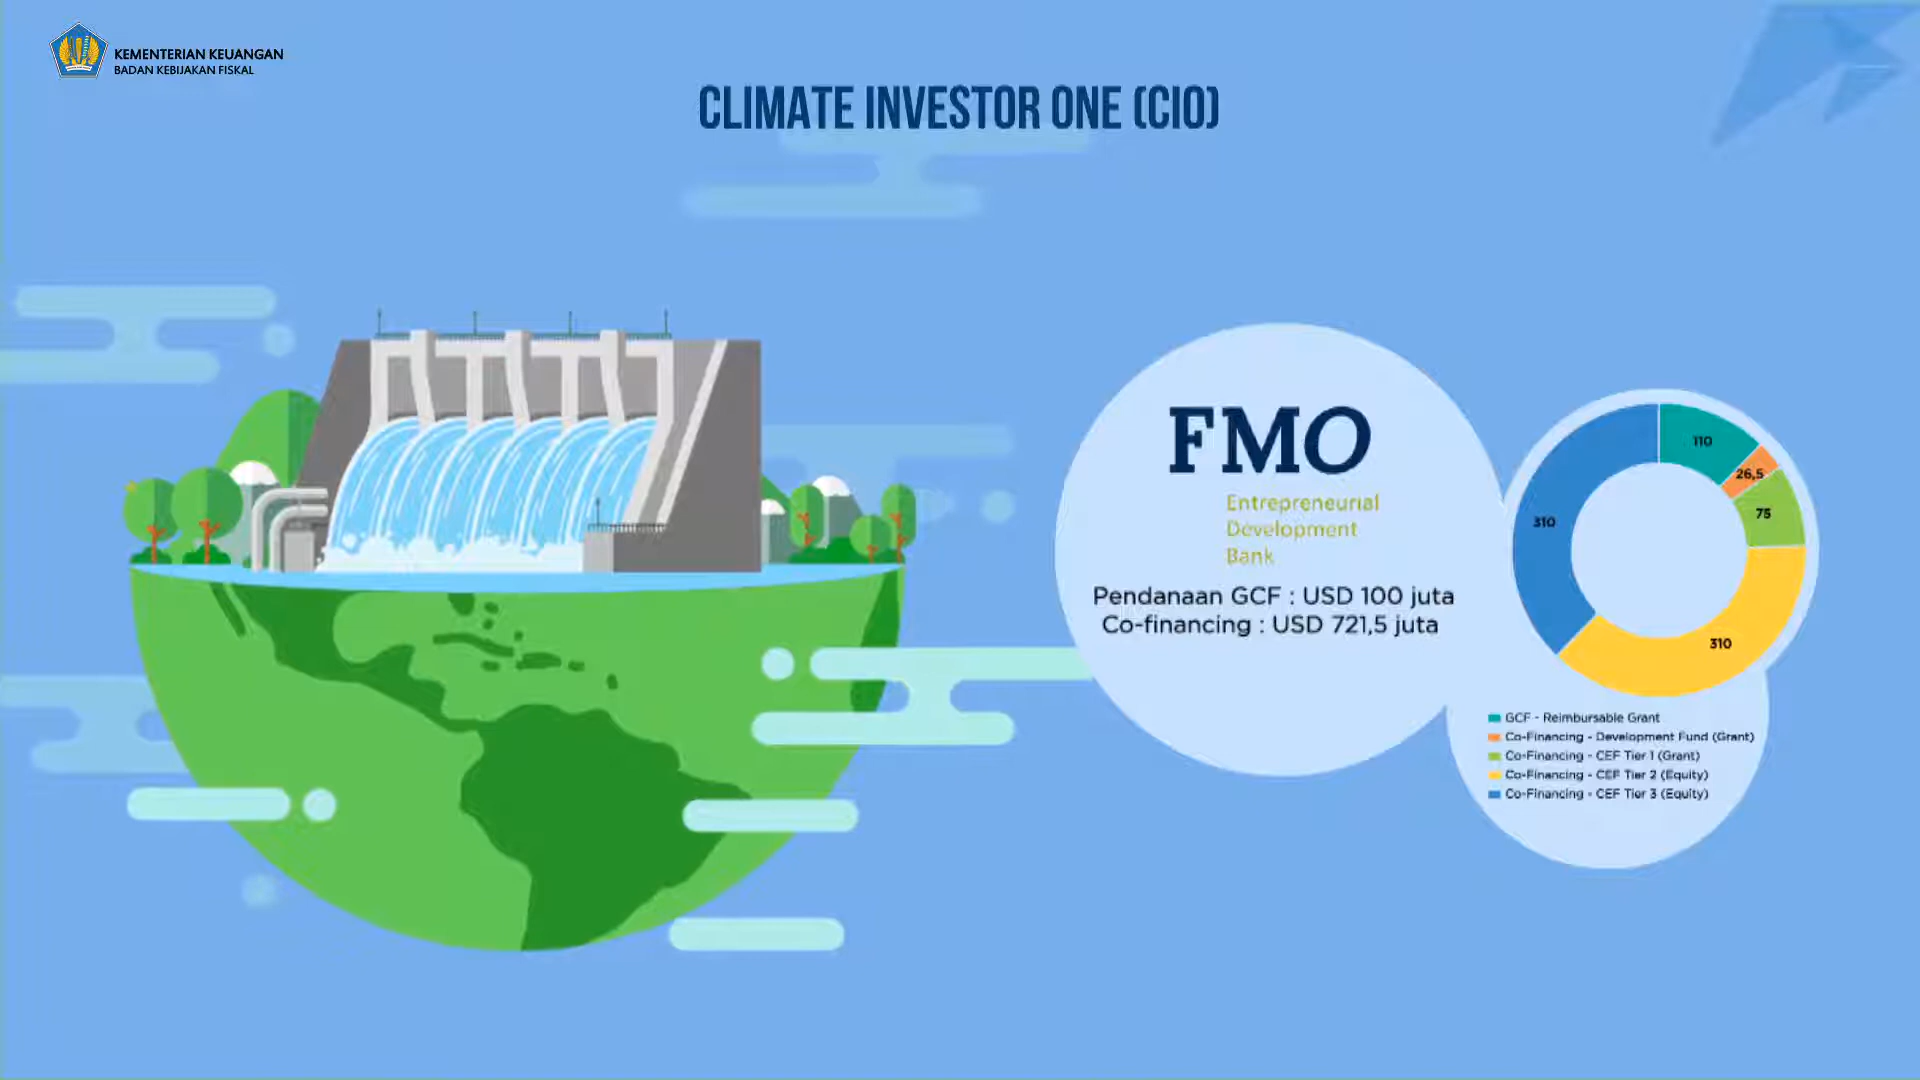 KEMENTERIAN KEUANGAN
BADAN KEBIJAKAN FISKAL
CLIMATE INVESTOR ONE (CIO)
FMO
Entrepreneurial
Development
Bank
Pendanaan GCF : USD 100 juta
Co-financing : USD 721,5 juta
110
26,5
75
310
310
GCF - Reimbursable Grant
Co-Financing - Development Fund (Grant)
Co-Financing - CEF Tier 1 (Grant)
Co-Financing - CEF Tier 2 (Equity)
Co-Financing - CEF Tier 3 (Equity)